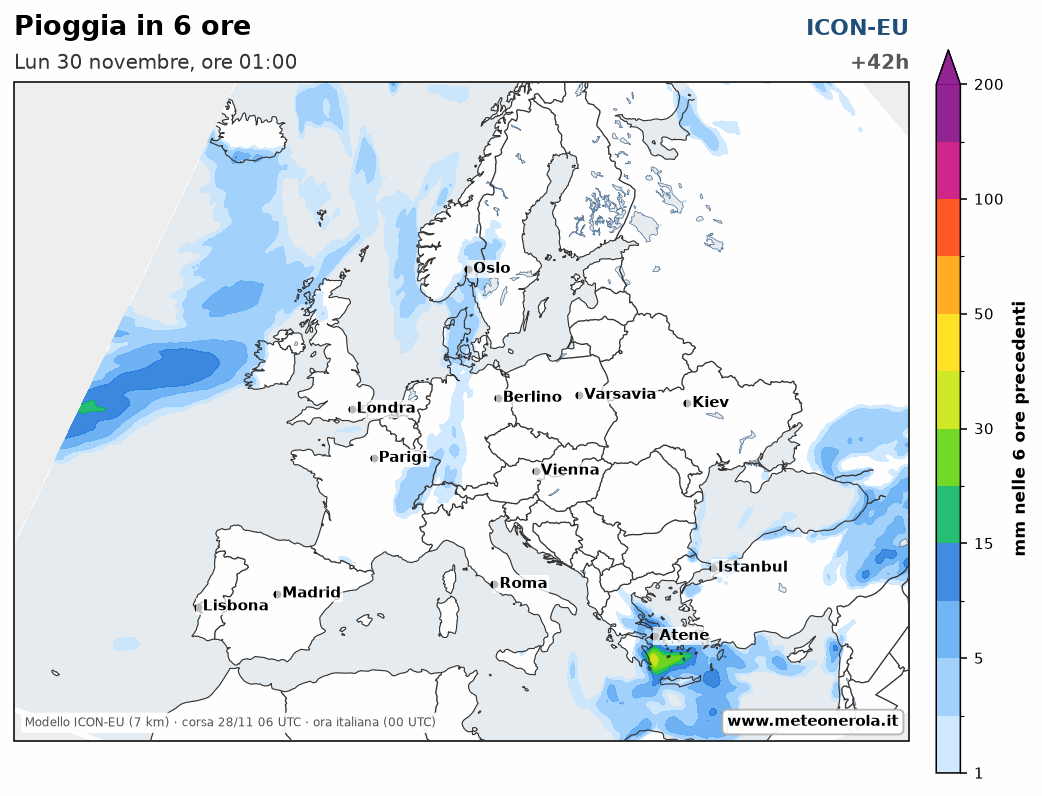 Pioggia in 6 ore
ICON-EU
Lun 30 novembre, ore 01:00
+42h
200
100
50
30
15
5
1
mm nelle 6 ore precedenti
Oslo
Berlino
Varsavia
Kiev
Londra
Parigi
Vienna
Istanbul
Roma
Madrid
Lisbona
Atene
Modello ICON-EU (7 km) · corsa 28/11 06 UTC · ora italiana (00 UTC)
www.meteonerola.it